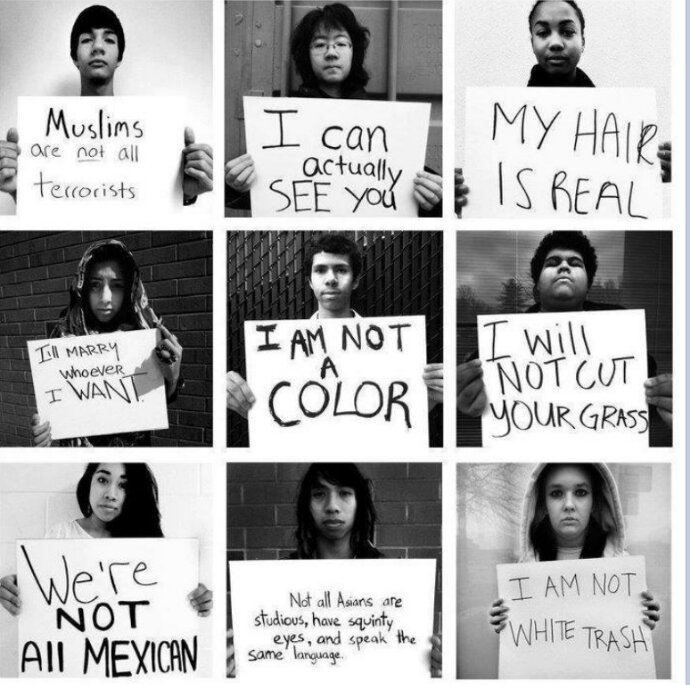 Muslims
are not all
terrorists
I can
actually
SEE YOU
MY HAIR
IS REAL
I'll MARRY
whoever
I WANT.
I AM NOT
A
COLOR
I Will
NOT CUT
YOUR GRASS
We're
NOT
All MEXICAN
Not all Asians are
studious, have squinty
eyes, and speak the
same language.
I AM NOT
WHITE TRASH